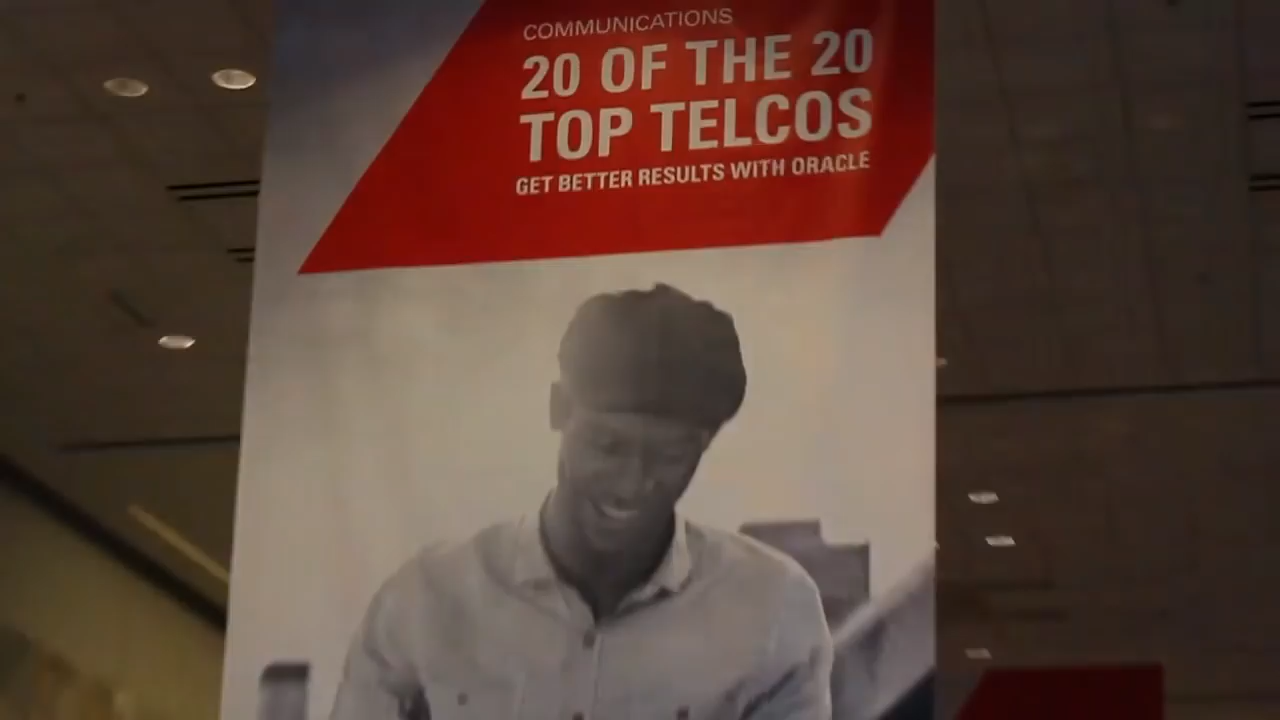 COMMUNICATIONS
20 OF THE 20
TOP TELCOS
GET BETTER RESULTS WITH ORACLE